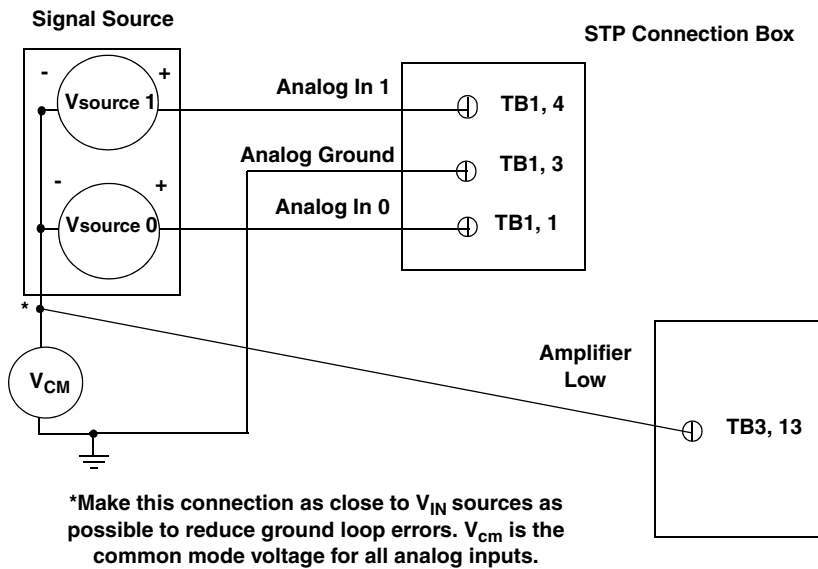 Signal Source
STP Connection Box
- +
Vsource 1
Analog In 1
TB1, 4
Analog Ground
TB1, 3
- +
Vsource 0
Analog In 0
TB1, 1
*
Amplifier
Low
VCM
TB3, 13
*Make this connection as close to VIN sources as
possible to reduce ground loop errors. Vcm is the
common mode voltage for all analog inputs.